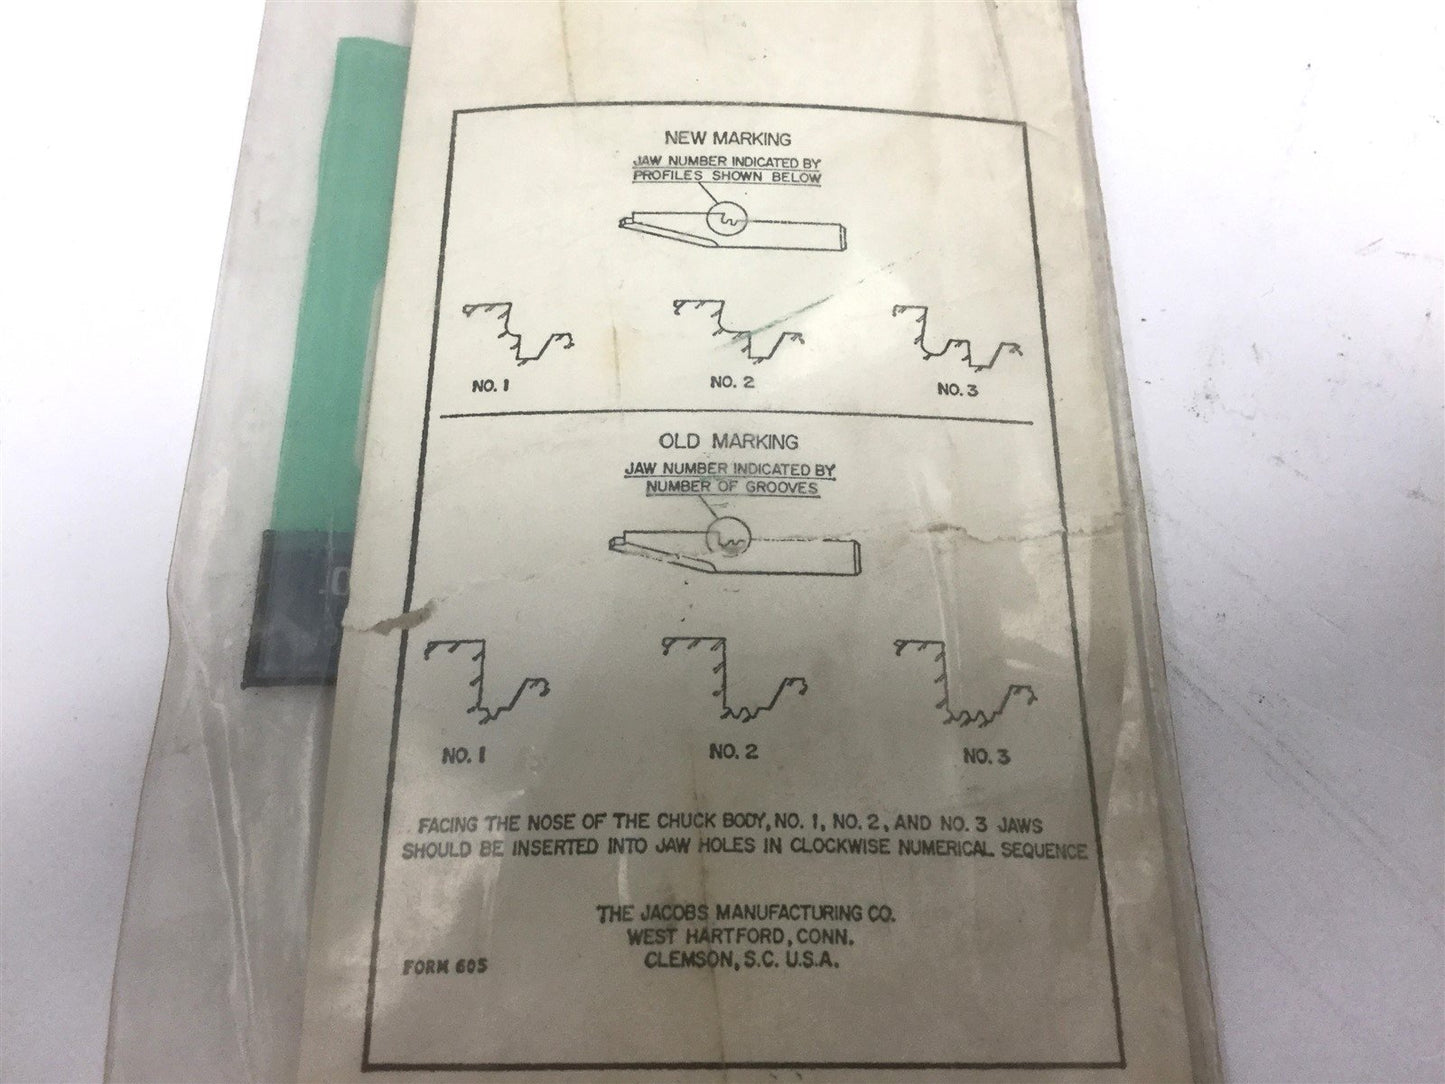 NEW MARKING
JAW NUMBER INDICATED BY
PROFILES SHOWN BELOW
NO. 1
NO. 2
NO. 3
OLD MARKING
JAW NUMBER INDICATED BY
NUMBER OF GROOVES
NO. 1
NO. 2
NO. 3
FACING THE NOSE OF THE CHUCK BODY, NO. 1, NO. 2, AND NO. 3 JAWS
SHOULD BE INSERTED INTO JAW HOLES IN CLOCKWISE NUMERICAL SEQUENCE
THE JACOBS MANUFACTURING CO.
WEST HARTFORD, CONN.
CLEMSON, S.C. U.S.A.
FORM 605